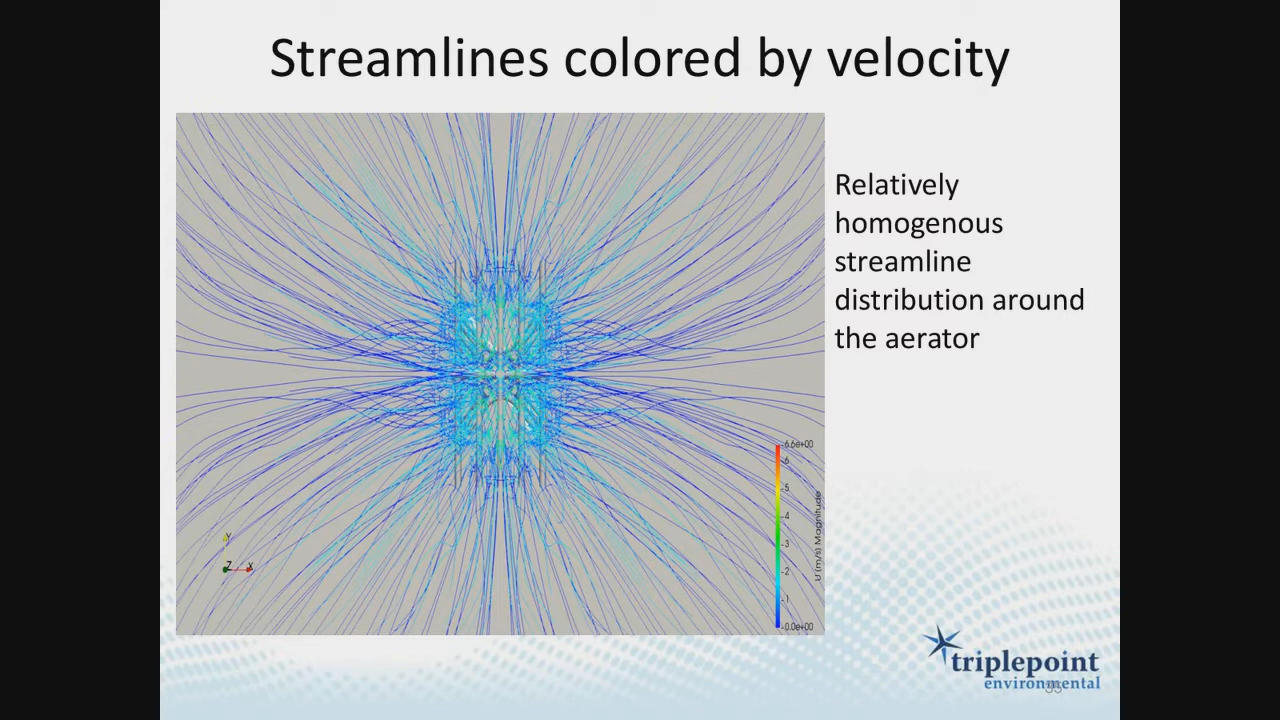 Streamlines colored by velocity
Relatively
homogenous
streamline
distribution around
the aerator
6.6e+00
6
5
4
3
2
1
0.0e+00
U (m/s) Magnitude
Y
Z X
triplepoint
environmental
35